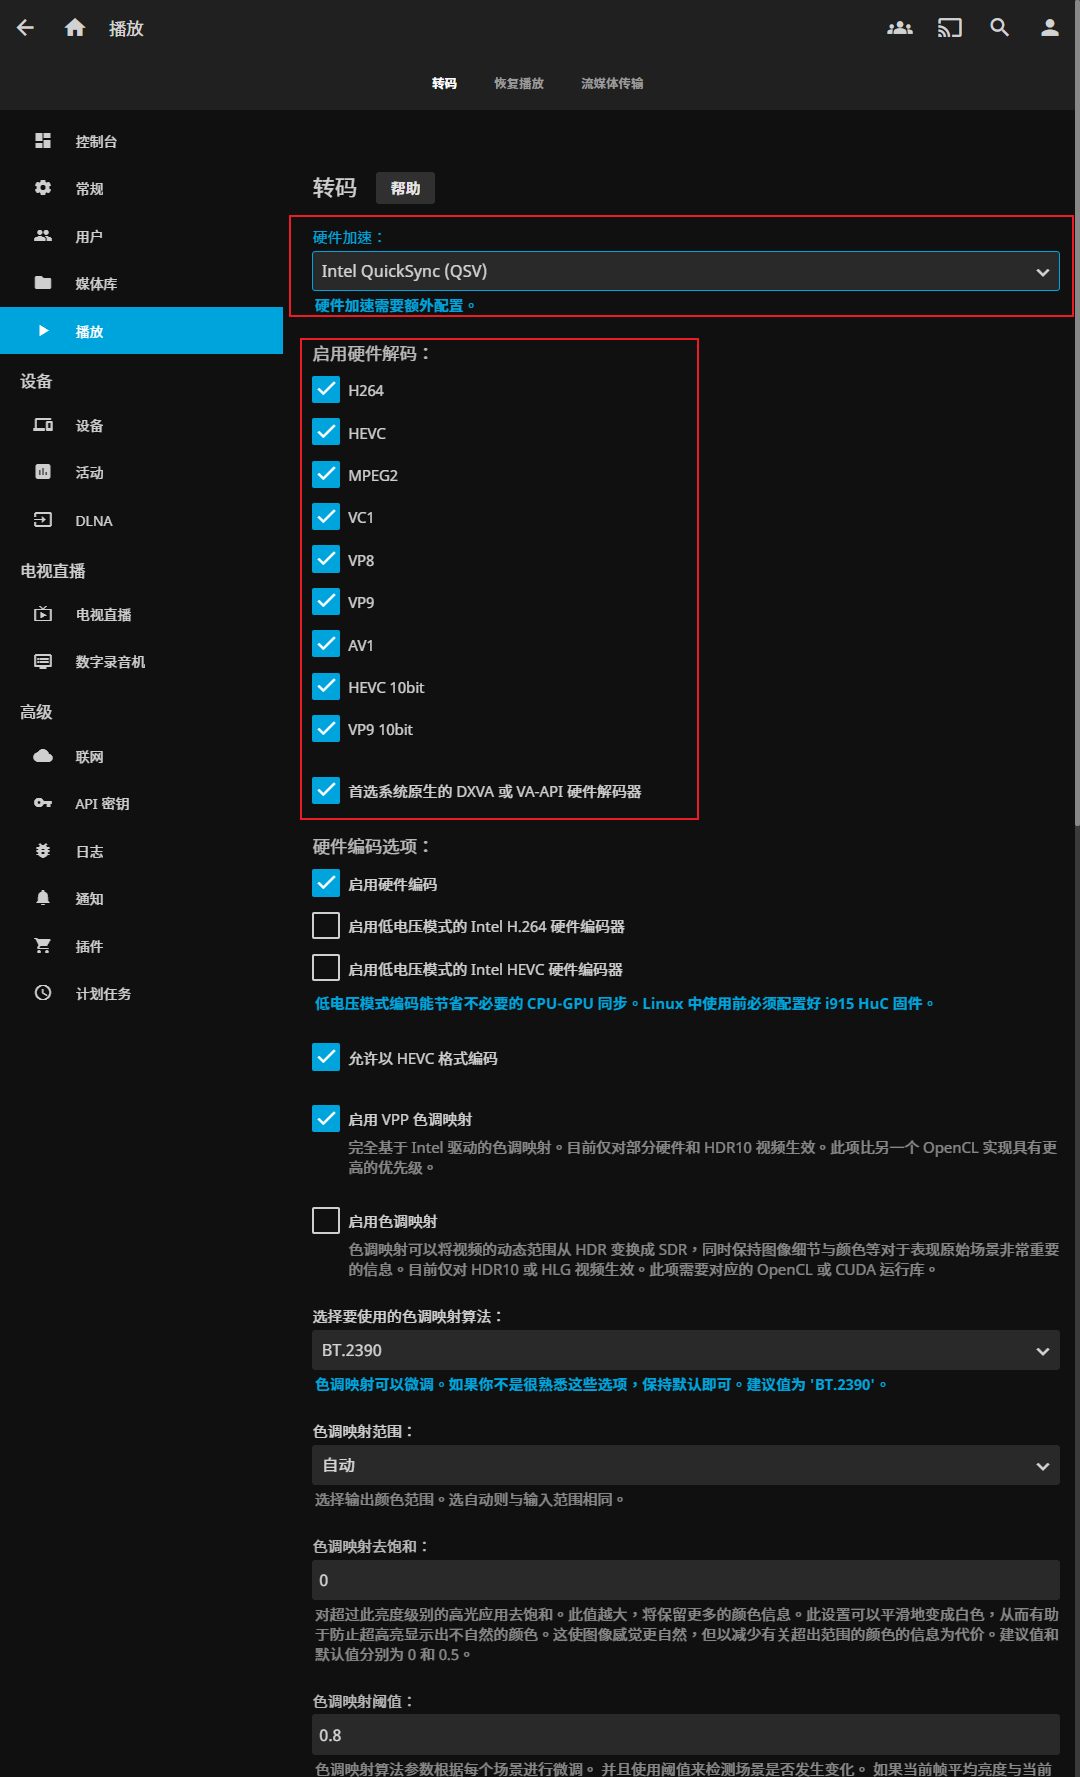 播放
转码
恢复播放
流媒体传输
控制台
常规
用户
媒体库
播放
设备
设备
活动
DLNA
电视直播
电视直播
数字录音机
高级
联网
API 密钥
日志
通知
插件
计划任务
转码
帮助
硬件加速：
Intel QuickSync (QSV)
硬件加速需要额外配置。
启用硬件解码：
H264
HEVC
MPEG2
VC1
VP8
VP9
AV1
HEVC 10bit
VP9 10bit
首选系统原生的 DXVA 或 VA-API 硬件解码器
硬件编码选项：
启用硬件编码
启用低电压模式的 Intel H.264 硬件编码器
启用低电压模式的 Intel HEVC 硬件编码器
低电压模式编码能节省不必要的 CPU-GPU 同步。Linux 中使用前必须配置好 i915 HuC 固件。
允许以 HEVC 格式编码
启用 VPP 色调映射
完全基于 Intel 驱动的色调映射。目前仅对部分硬件和 HDR10 视频生效。此项比另一个 OpenCL 实现具有更
高的优先级。
启用色调映射
色调映射可以将视频的动态范围从 HDR 变换成 SDR，同时保持图像细节与颜色等对于表现原始场景非常重要
的信息。目前仅对 HDR10 或 HLG 视频生效。此项需要对应的 OpenCL 或 CUDA 运行库。
选择要使用的色调映射算法：
BT.2390
色调映射可以微调。如果你不是很熟悉这些选项，保持默认即可。建议值为 'BT.2390'。
色调映射范围：
自动
选择输出颜色范围。选自动则与输入范围相同。
色调映射去饱和：
0
对超过此亮度级别的高光应用去饱和。此值越大，将保留更多的颜色信息。此设置可以平滑地变成白色，从而有助
于防止超高亮显示出不自然的颜色。这使图像感觉更自然，但以减少有关超出范围的颜色的信息为代价。建议值和
默认值分别为 0 和 0.5。
色调映射阈值：
0.8
色调映射算法参数根据每个场景进行微调。 并且使用阈值来检测场景是否发生变化。 如果当前帧平均亮度与当前